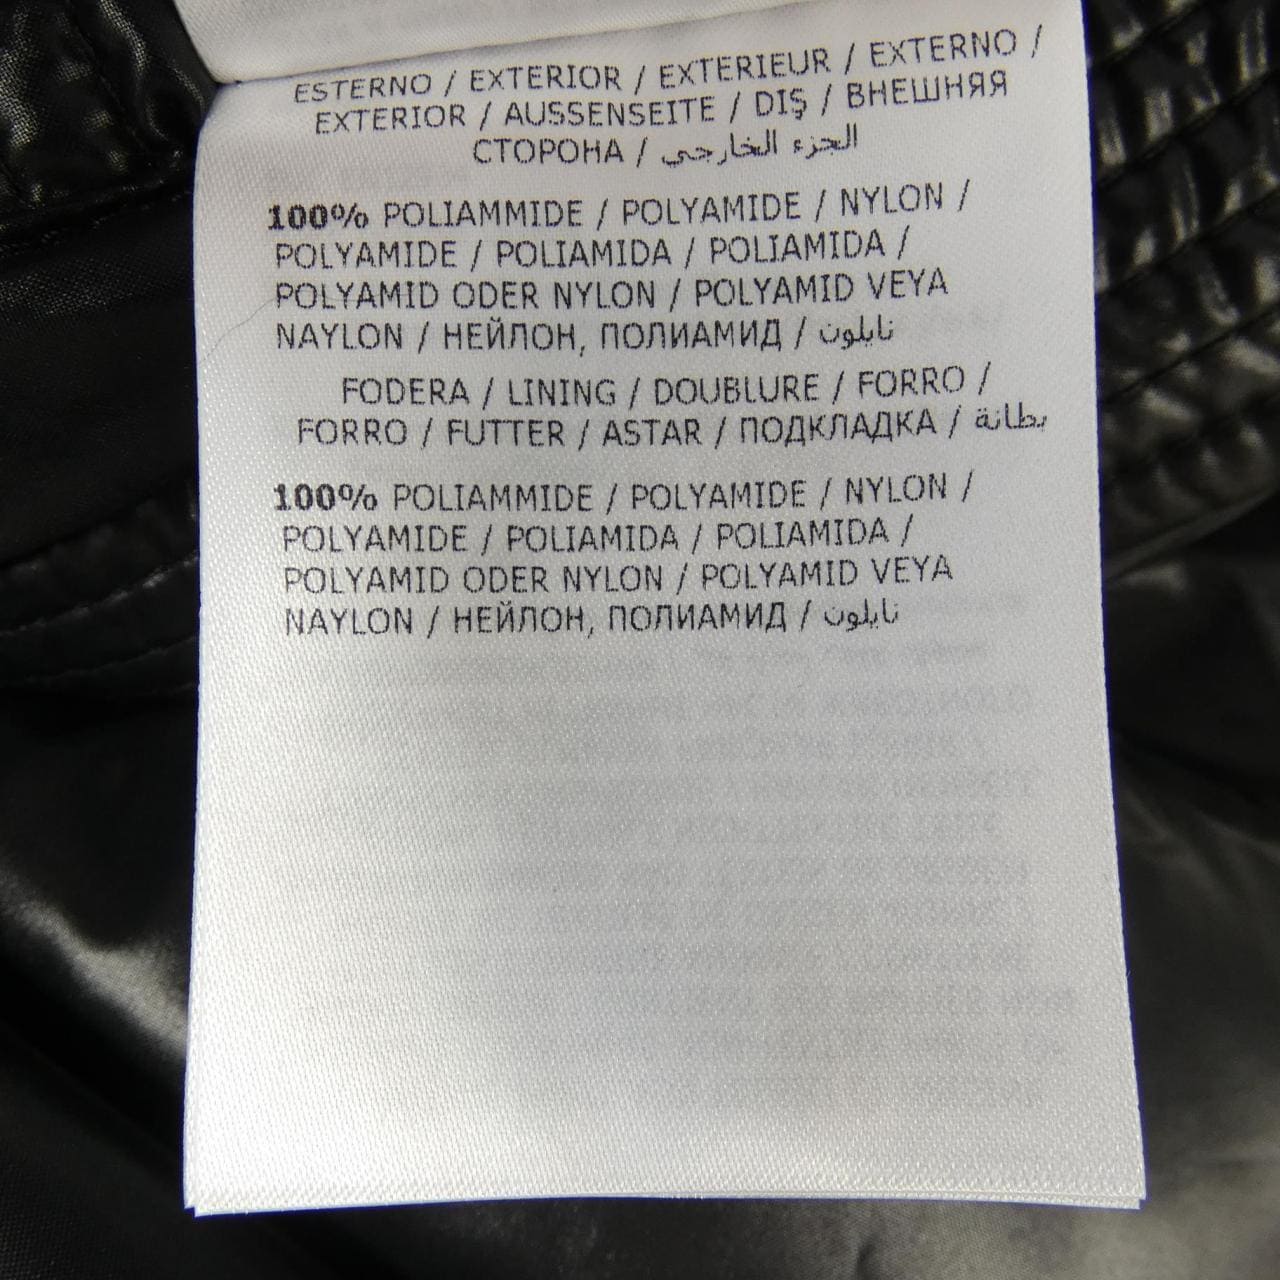 ESTERNO / EXTERIOR / EXTERIEUR / EXTERNO /
EXTERIOR / AUSSENSEITE / DIŞ / ВНЕШНЯЯ
СТОРОНА / الجزء الخارجي
100% POLIAMMIDE / POLYAMIDE / NYLON /
POLYAMIDE / POLIAMIDA / POLIAMIDA /
POLYAMID ODER NYLON / POLYAMID VEYA
NAYLON / НЕЙЛОН, ПОЛИАМИД / نايلون
FODERA / LINING / DOUBLURE / FORRO /
FORRO / FUTTER / ASTAR / ПОДКЛАДКА / بطانة
100% POLIAMMIDE / POLYAMIDE / NYLON /
POLYAMIDE / POLIAMIDA / POLIAMIDA /
POLYAMID ODER NYLON / POLYAMID VEYA
NAYLON / НЕЙЛОН, ПОЛИАМИД / نايلون